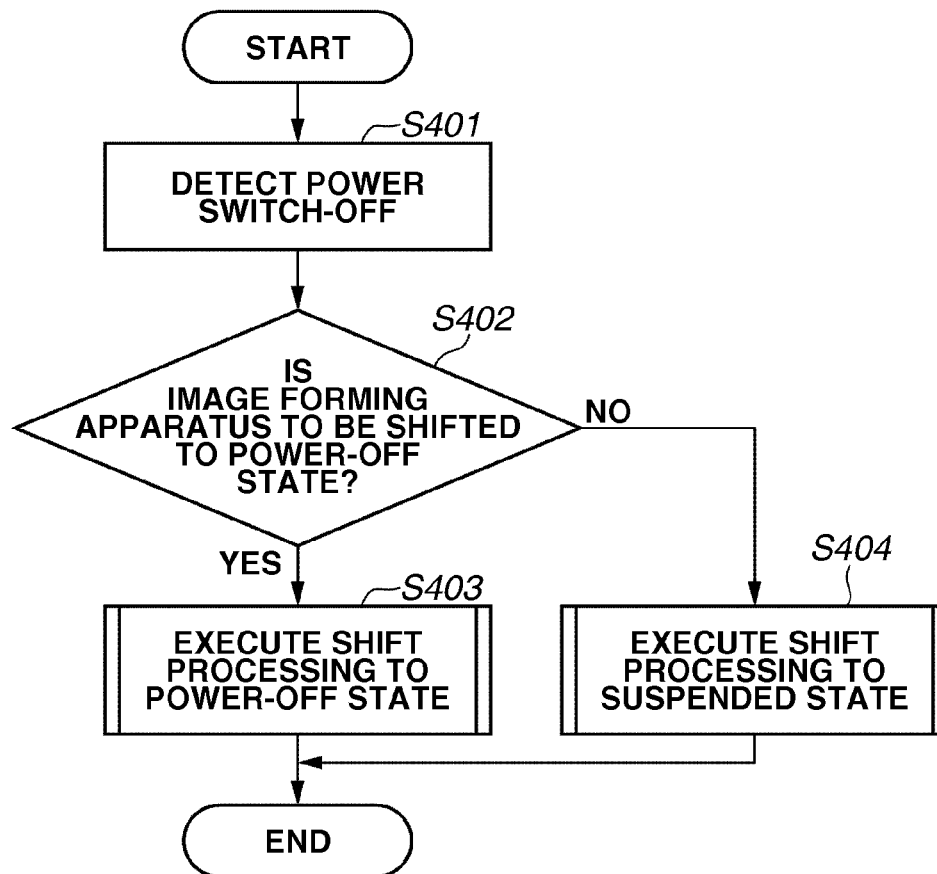 START
S401
DETECT POWER
SWITCH-OFF
S402
IS
IMAGE FORMING
APPARATUS TO BE SHIFTED
TO POWER-OFF
STATE?
NO
YES
S403
EXECUTE SHIFT
PROCESSING TO
POWER-OFF STATE
S404
EXECUTE SHIFT
PROCESSING TO
SUSPENDED STATE
END